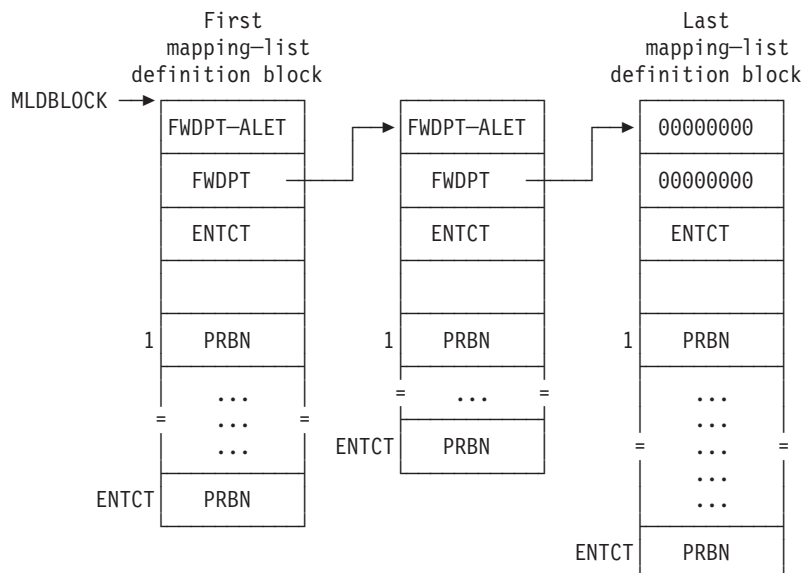 First
mapping—list
definition block
Last
mapping—list
definition block
MLDBLOCK
FWDPT—ALET
FWDPT—ALET
00000000
FWDPT
FWDPT
00000000
ENTCT
ENTCT
ENTCT
1 PRBN
1 PRBN
1 PRBN
...
= ... =
...
= ... =
...
...
= ... =
...
...
ENTCT PRBN
ENTCT PRBN
ENTCT PRBN